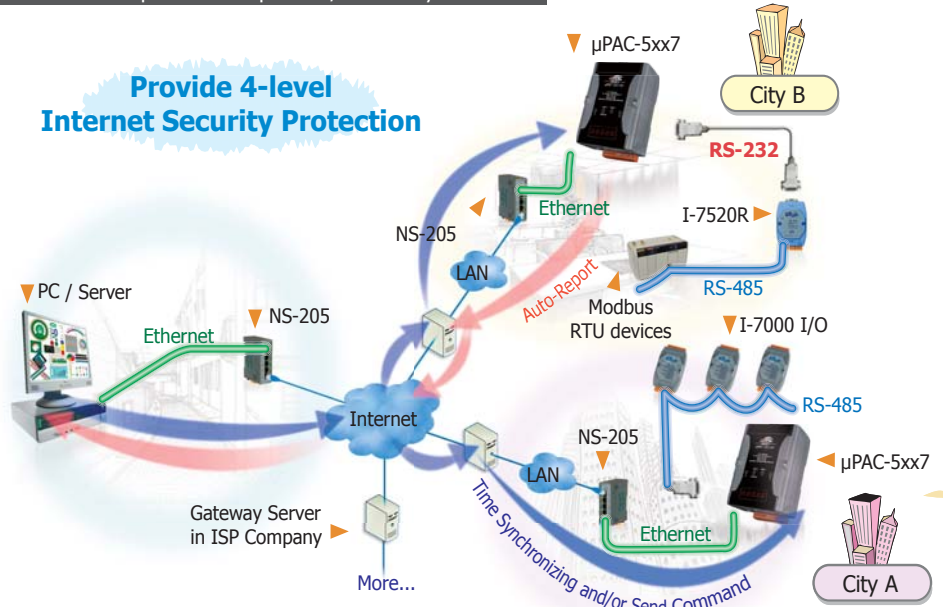 Provide 4-level
Internet Security Protection
µPAC-5xx7
City B
RS-232
Ethernet
I-7520R
NS-205
LAN
RS-485
Auto-Report
Modbus
RTU devices
PC / Server
NS-205
Ethernet
I-7000 I/O
Internet
RS-485
NS-205
µPAC-5xx7
LAN
Gateway Server
in ISP Company
Ethernet
Time Synchronizing and/or Send Command
More...
City A